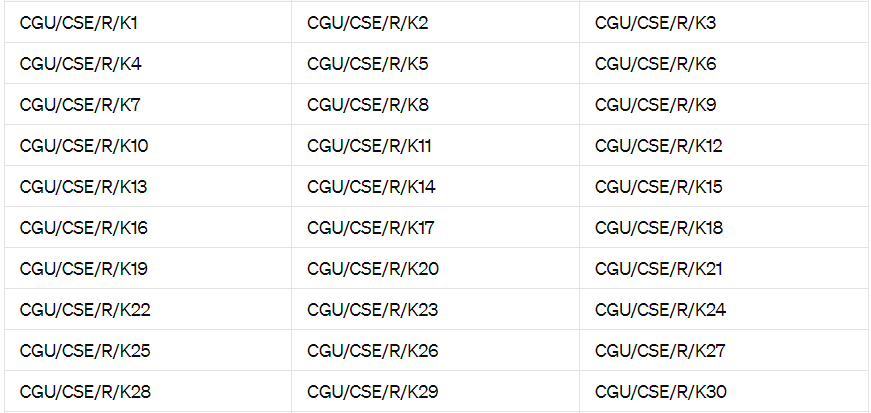 CGU/CSE/R/K1 CGU/CSE/R/K2 CGU/CSE/R/K3
CGU/CSE/R/K4 CGU/CSE/R/K5 CGU/CSE/R/K6
CGU/CSE/R/K7 CGU/CSE/R/K8 CGU/CSE/R/K9
CGU/CSE/R/K10 CGU/CSE/R/K11 CGU/CSE/R/K12
CGU/CSE/R/K13 CGU/CSE/R/K14 CGU/CSE/R/K15
CGU/CSE/R/K16 CGU/CSE/R/K17 CGU/CSE/R/K18
CGU/CSE/R/K19 CGU/CSE/R/K20 CGU/CSE/R/K21
CGU/CSE/R/K22 CGU/CSE/R/K23 CGU/CSE/R/K24
CGU/CSE/R/K25 CGU/CSE/R/K26 CGU/CSE/R/K27
CGU/CSE/R/K28 CGU/CSE/R/K29 CGU/CSE/R/K30